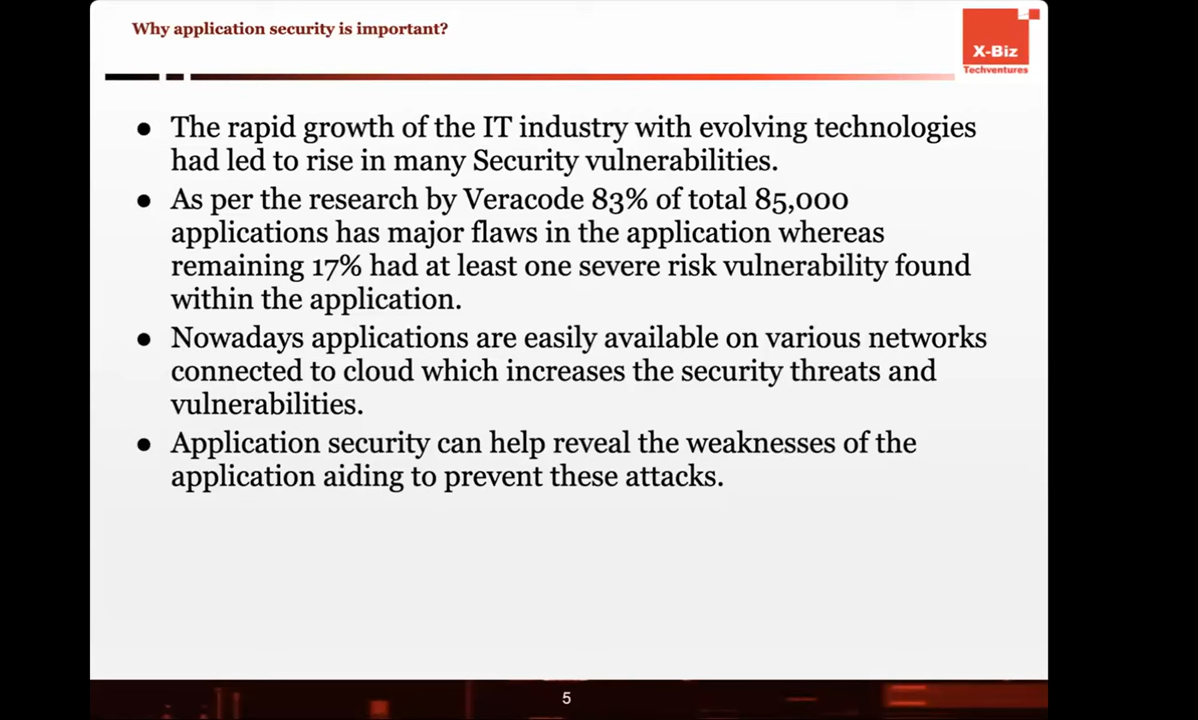 Why application security is important?
X-Biz
Techventures
● The rapid growth of the IT industry with evolving technologies
had led to rise in many Security vulnerabilities.
● As per the research by Veracode 83% of total 85,000
applications has major flaws in the application whereas
remaining 17% had at least one severe risk vulnerability found
within the application.
● Nowadays applications are easily available on various networks
connected to cloud which increases the security threats and
vulnerabilities.
● Application security can help reveal the weaknesses of the
application aiding to prevent these attacks.
5